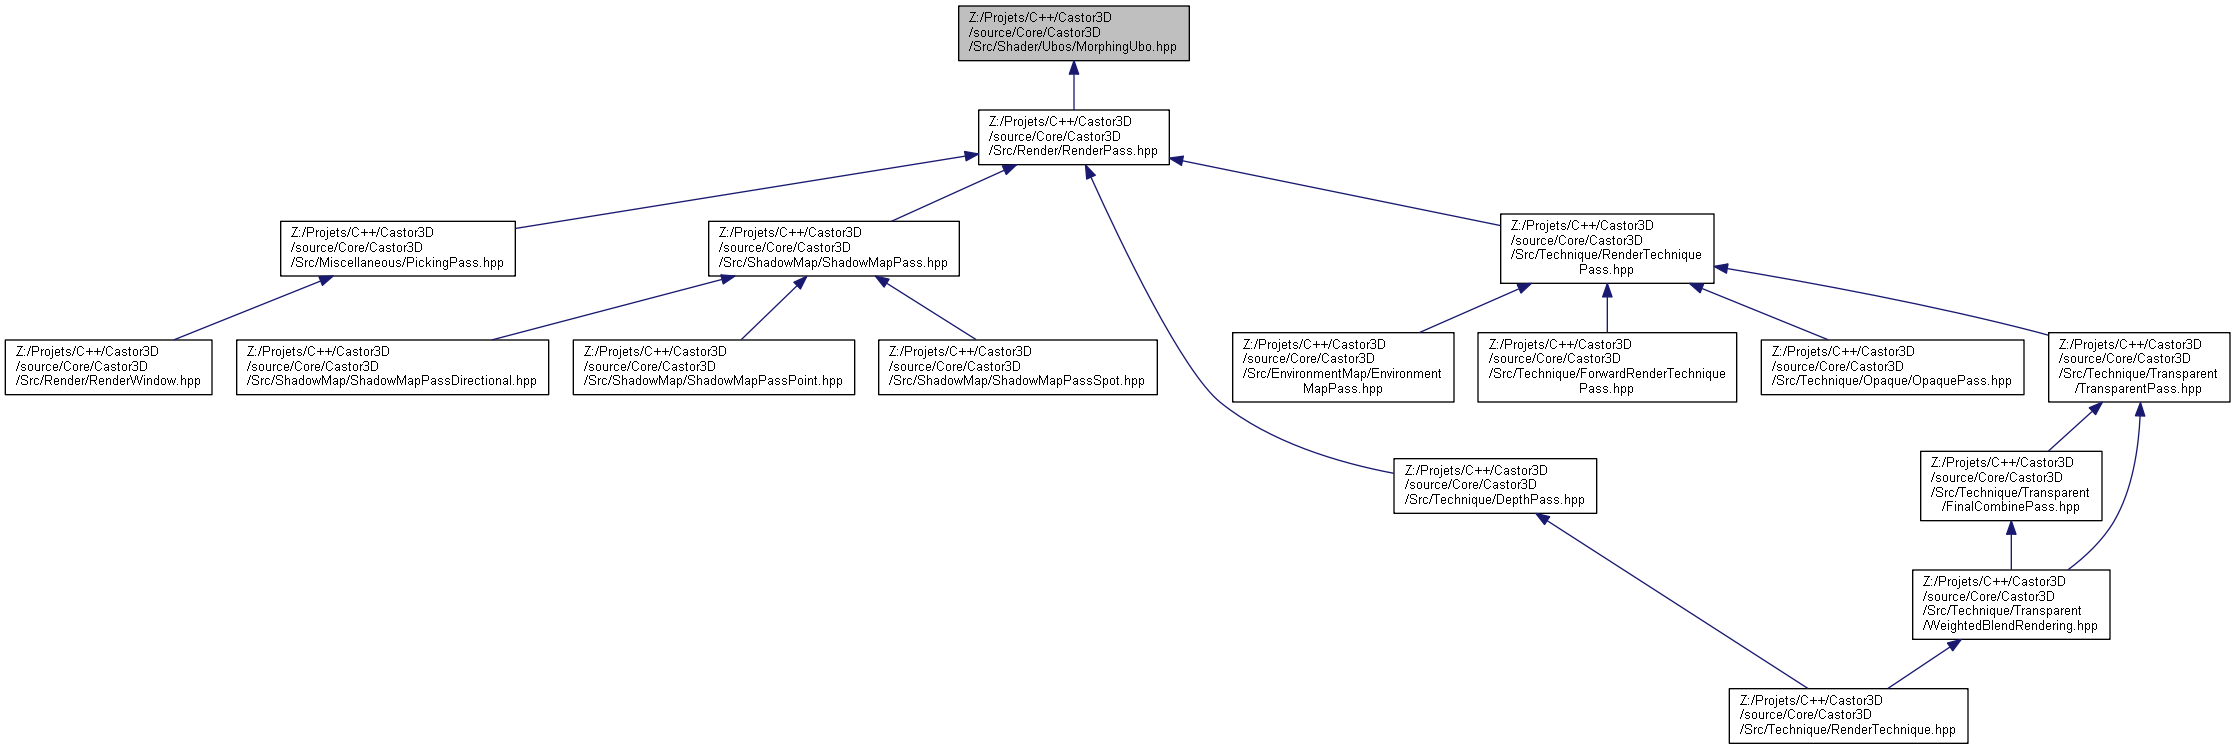 Z:/Projets/C++/Castor3D
/source/Core/Castor3D
/Src/Shader/Ubos/MorphingUbo.hpp
Z:/Projets/C++/Castor3D
/source/Core/Castor3D
/Src/Render/RenderPass.hpp
Z:/Projets/C++/Castor3D
/source/Core/Castor3D
/Src/Miscellaneous/PickingPass.hpp
Z:/Projets/C++/Castor3D
/source/Core/Castor3D
/Src/ShadowMap/ShadowMapPass.hpp
Z:/Projets/C++/Castor3D
/source/Core/Castor3D
/Src/Technique/RenderTechnique
Pass.hpp
Z:/Projets/C++/Castor3D
/source/Core/Castor3D
/Src/Render/RenderWindow.hpp
Z:/Projets/C++/Castor3D
/source/Core/Castor3D
/Src/ShadowMap/ShadowMapPassDirectional.hpp
Z:/Projets/C++/Castor3D
/source/Core/Castor3D
/Src/ShadowMap/ShadowMapPassPoint.hpp
Z:/Projets/C++/Castor3D
/source/Core/Castor3D
/Src/ShadowMap/ShadowMapPassSpot.hpp
Z:/Projets/C++/Castor3D
/source/Core/Castor3D
/Src/EnvironmentMap/Environment
MapPass.hpp
Z:/Projets/C++/Castor3D
/source/Core/Castor3D
/Src/Technique/ForwardRenderTechnique
Pass.hpp
Z:/Projets/C++/Castor3D
/source/Core/Castor3D
/Src/Technique/Opaque/OpaquePass.hpp
Z:/Projets/C++/Castor3D
/source/Core/Castor3D
/Src/Technique/Transparent
/TransparentPass.hpp
Z:/Projets/C++/Castor3D
/source/Core/Castor3D
/Src/Technique/DepthPass.hpp
Z:/Projets/C++/Castor3D
/source/Core/Castor3D
/Src/Technique/Transparent
/FinalCombinePass.hpp
Z:/Projets/C++/Castor3D
/source/Core/Castor3D
/Src/Technique/Transparent
/WeightedBlendRendering.hpp
Z:/Projets/C++/Castor3D
/source/Core/Castor3D
/Src/Technique/RenderTechnique.hpp